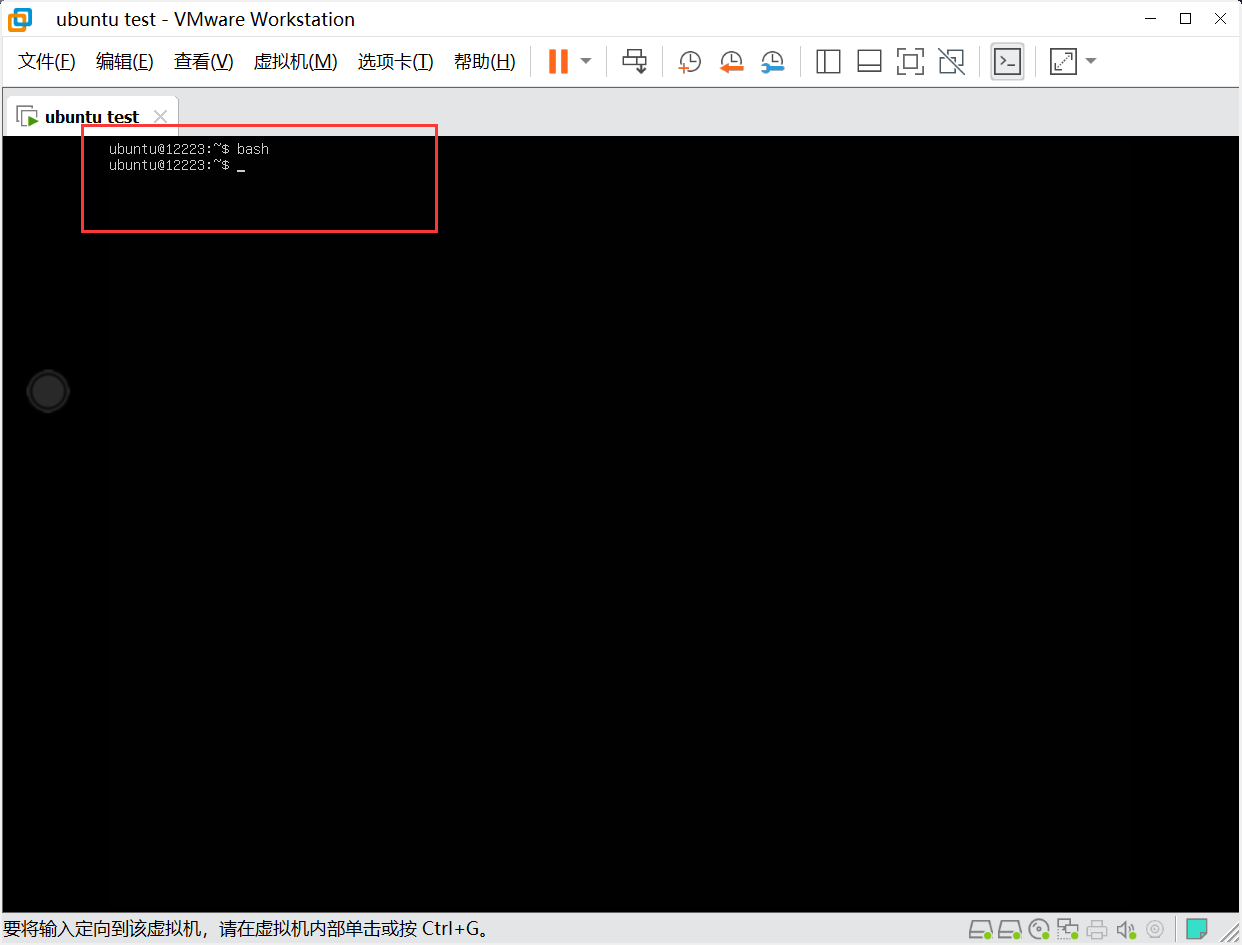 ubuntu test - VMware Workstation
文件(F) 编辑(E) 查看(V) 虚拟机(M) 选项卡(T) 帮助(H)
ubuntu test
ubuntu@12223:~$ bash
ubuntu@12223:~$ _
要将输入定向到该虚拟机，请在虚拟机内部单击或按 Ctrl+G。